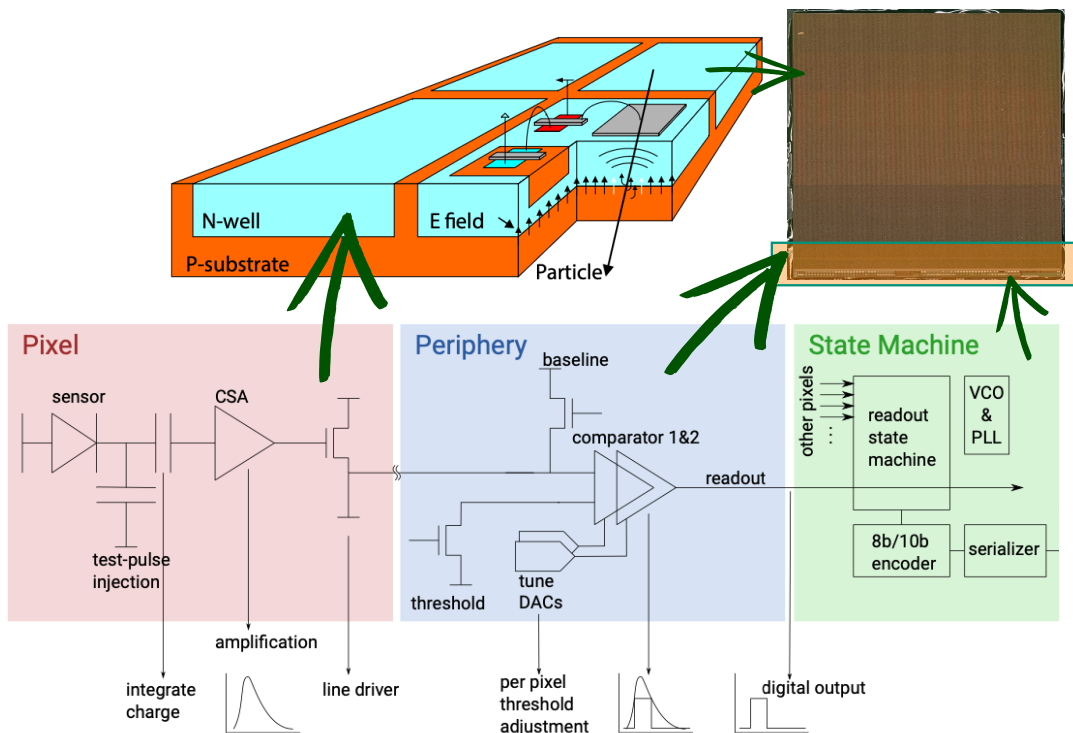 N-well
E field
P-substrate
Particle
Pixel
Periphery
State Machine
sensor
CSA
baseline
comparator 1&2
other pixels
...
readout
state
machine
VCO
&
PLL
readout
test-pulse
injection
threshold
tune
DACs
8b/10b
encoder
serializer
amplification
integrate
charge
line driver
per pixel
threshold
adjustment
digital output